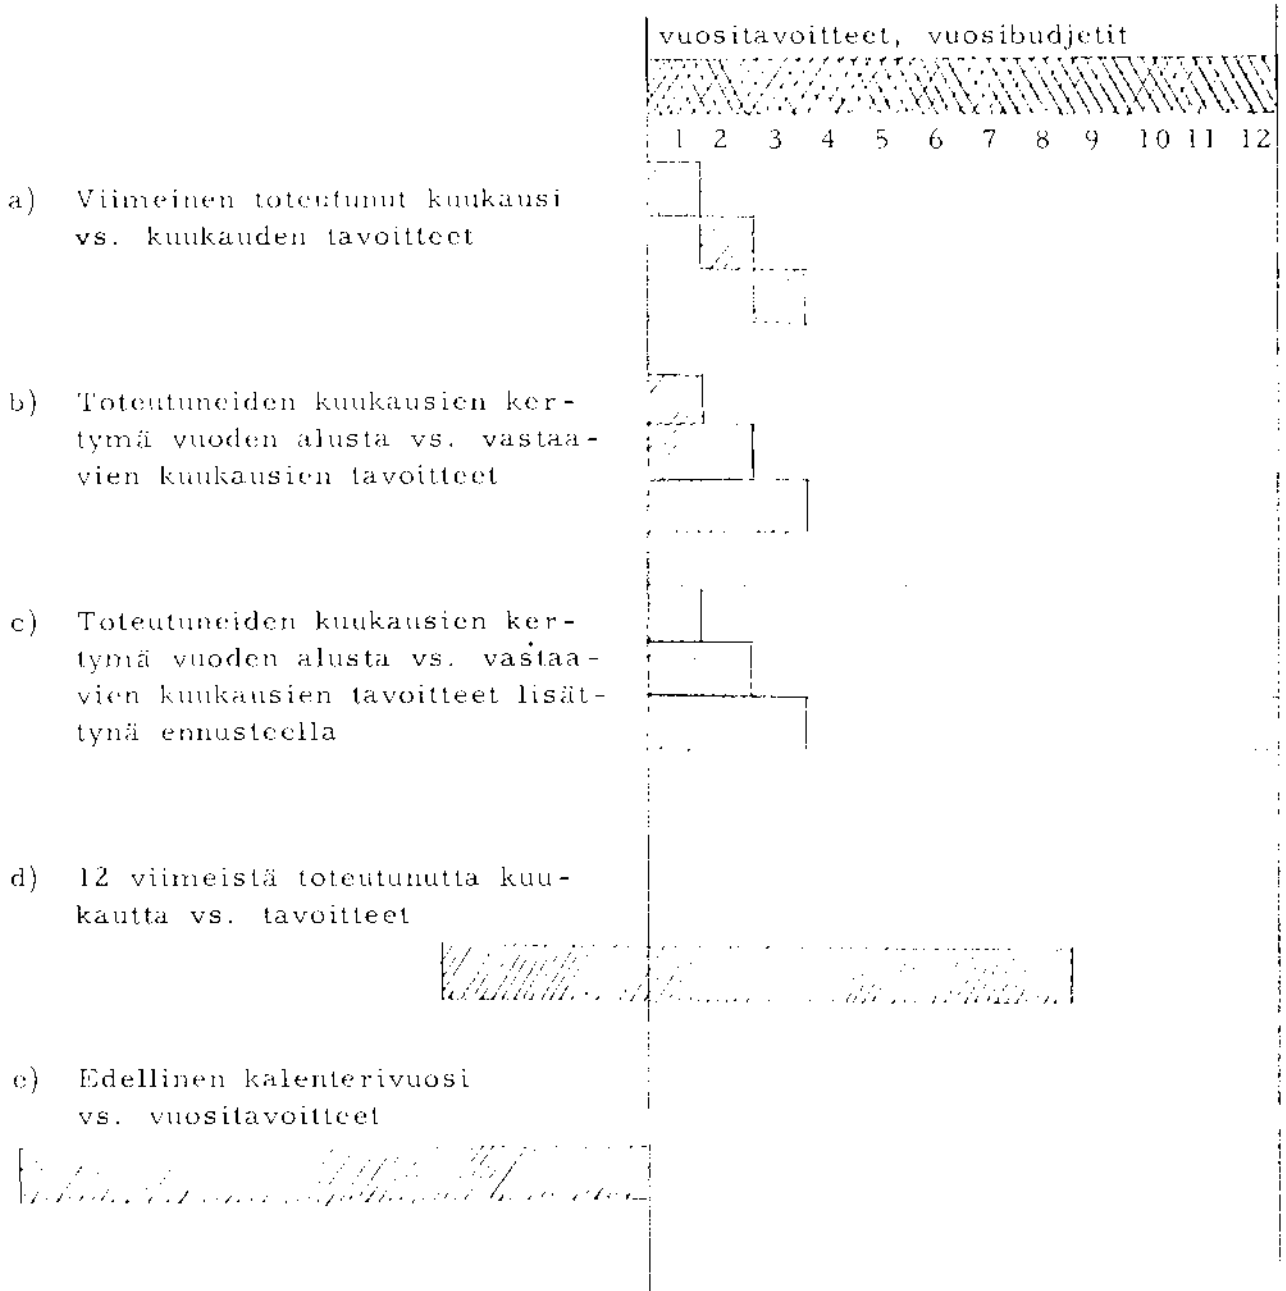 vuositavoitteet, vuosibudjetit
1 2 3 4 5 6 7 8 9 10 11 12
a) Viimeinen toteutunut kuukausi
vs. kuukauden tavoitteet
b) Toteutuneiden kuukausien ker-
tymä vuoden alusta vs. vastaa-
vien kuukausien tavoitteet
c) Toteutuneiden kuukausien ker-
tymä vuoden alusta vs. vastaa-
vien kuukausien tavoitteet lisät-
tynä ennusteella
d) 12 viimeistä toteutunutta kuu-
kautta vs. tavoitteet
e) Edellinen kalenterivuosi
vs. vuositavoitteet